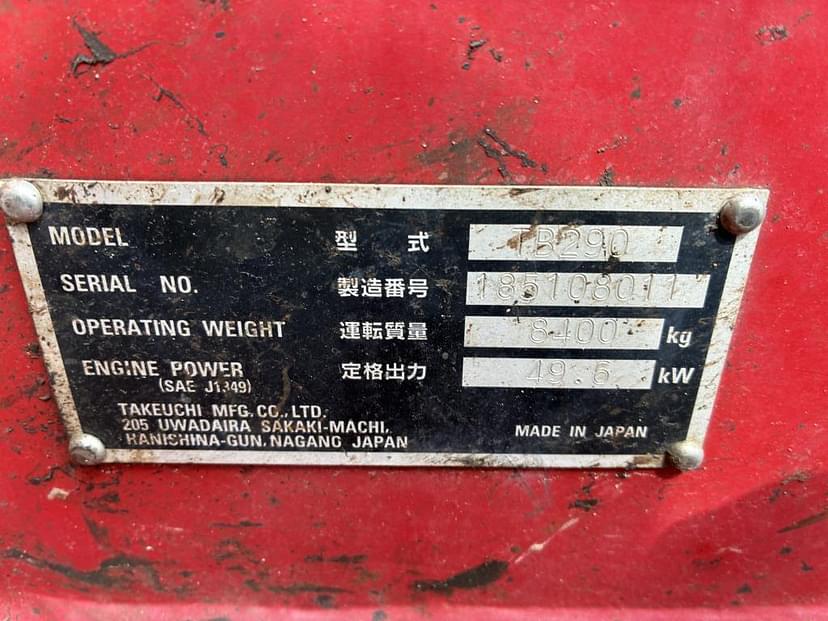 MODEL 型 式 TB290
SERIAL NO. 製造番号 185108011
OPERATING WEIGHT 運転質量 8400 kg
ENGINE POWER 定格出力 49.5 kW
(SAE J1349)
TAKEUCHI MFG. CO., LTD.
205 UWADAIRA SAKAKI-MACHI,
HANISHINA-GUN, NAGANO JAPAN
MADE IN JAPAN